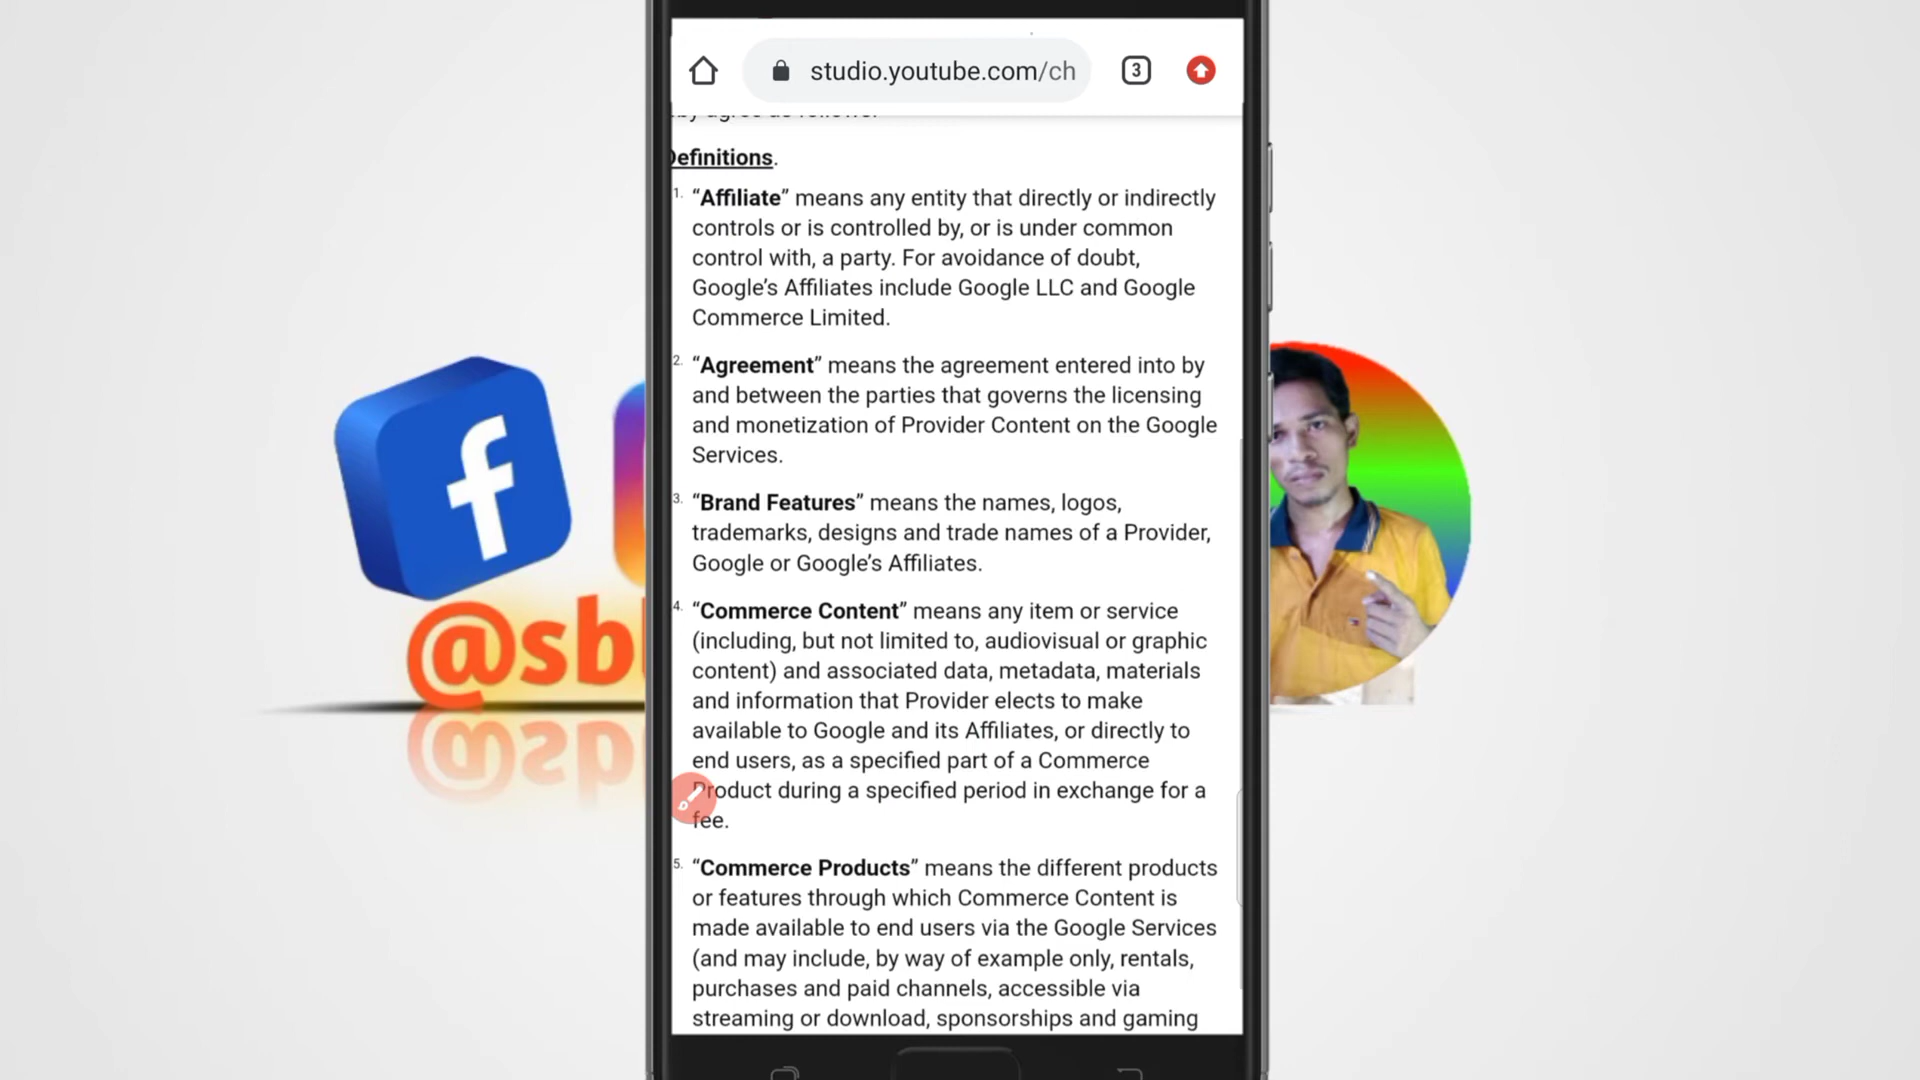 studio.youtube.com/ch
3
by agree as follows:
Definitions.
1. “Affiliate” means any entity that directly or indirectly
controls or is controlled by, or is under common
control with, a party. For avoidance of doubt,
Google’s Affiliates include Google LLC and Google
Commerce Limited.
2. “Agreement” means the agreement entered into by
and between the parties that governs the licensing
and monetization of Provider Content on the Google
Services.
3. “Brand Features” means the names, logos,
trademarks, designs and trade names of a Provider,
Google or Google’s Affiliates.
4. “Commerce Content” means any item or service
(including, but not limited to, audiovisual or graphic
content) and associated data, metadata, materials
and information that Provider elects to make
available to Google and its Affiliates, or directly to
end users, as a specified part of a Commerce
Product during a specified period in exchange for a
fee.
5. “Commerce Products” means the different products
or features through which Commerce Content is
made available to end users via the Google Services
(and may include, by way of example only, rentals,
purchases and paid channels, accessible via
streaming or download, sponsorships and gaming
f
@sb